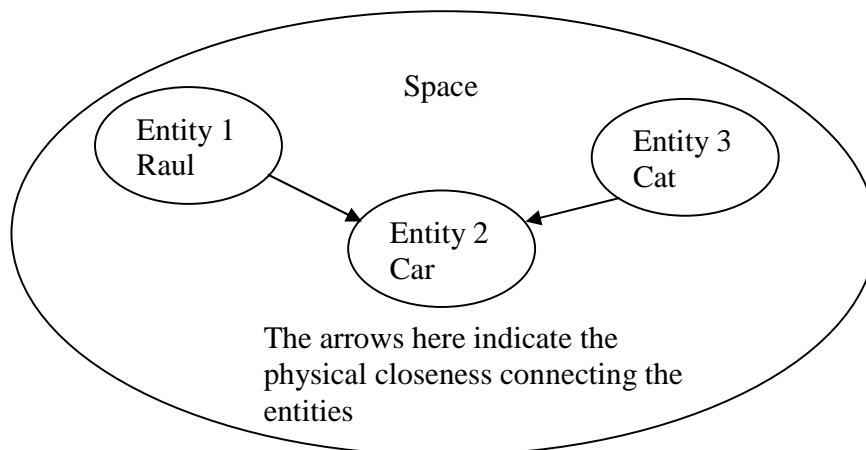 Space
Entity 1
Raul
Entity 3
Cat
Entity 2
Car
The arrows here indicate the
physical closeness connecting the
entities